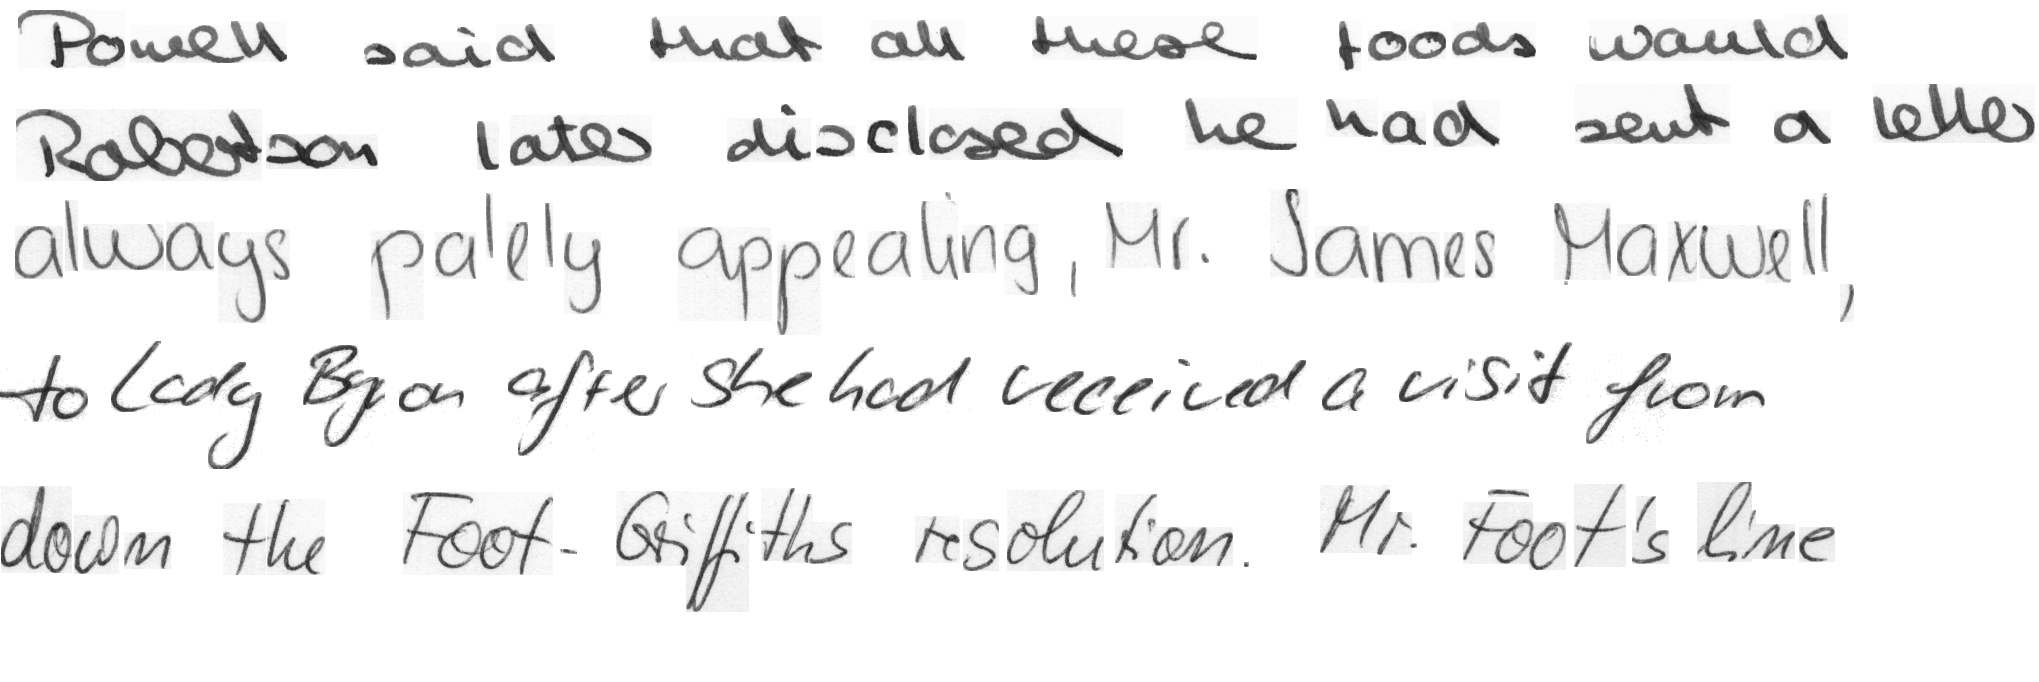 Powell said that all these foods would
Robertson later disclosed he had sent a letter
always palely appealing, Mr. James Maxwell,
to Lady Byron after she had received a visit from
down the Foot-Griffiths resolution. Mr. Foot's line